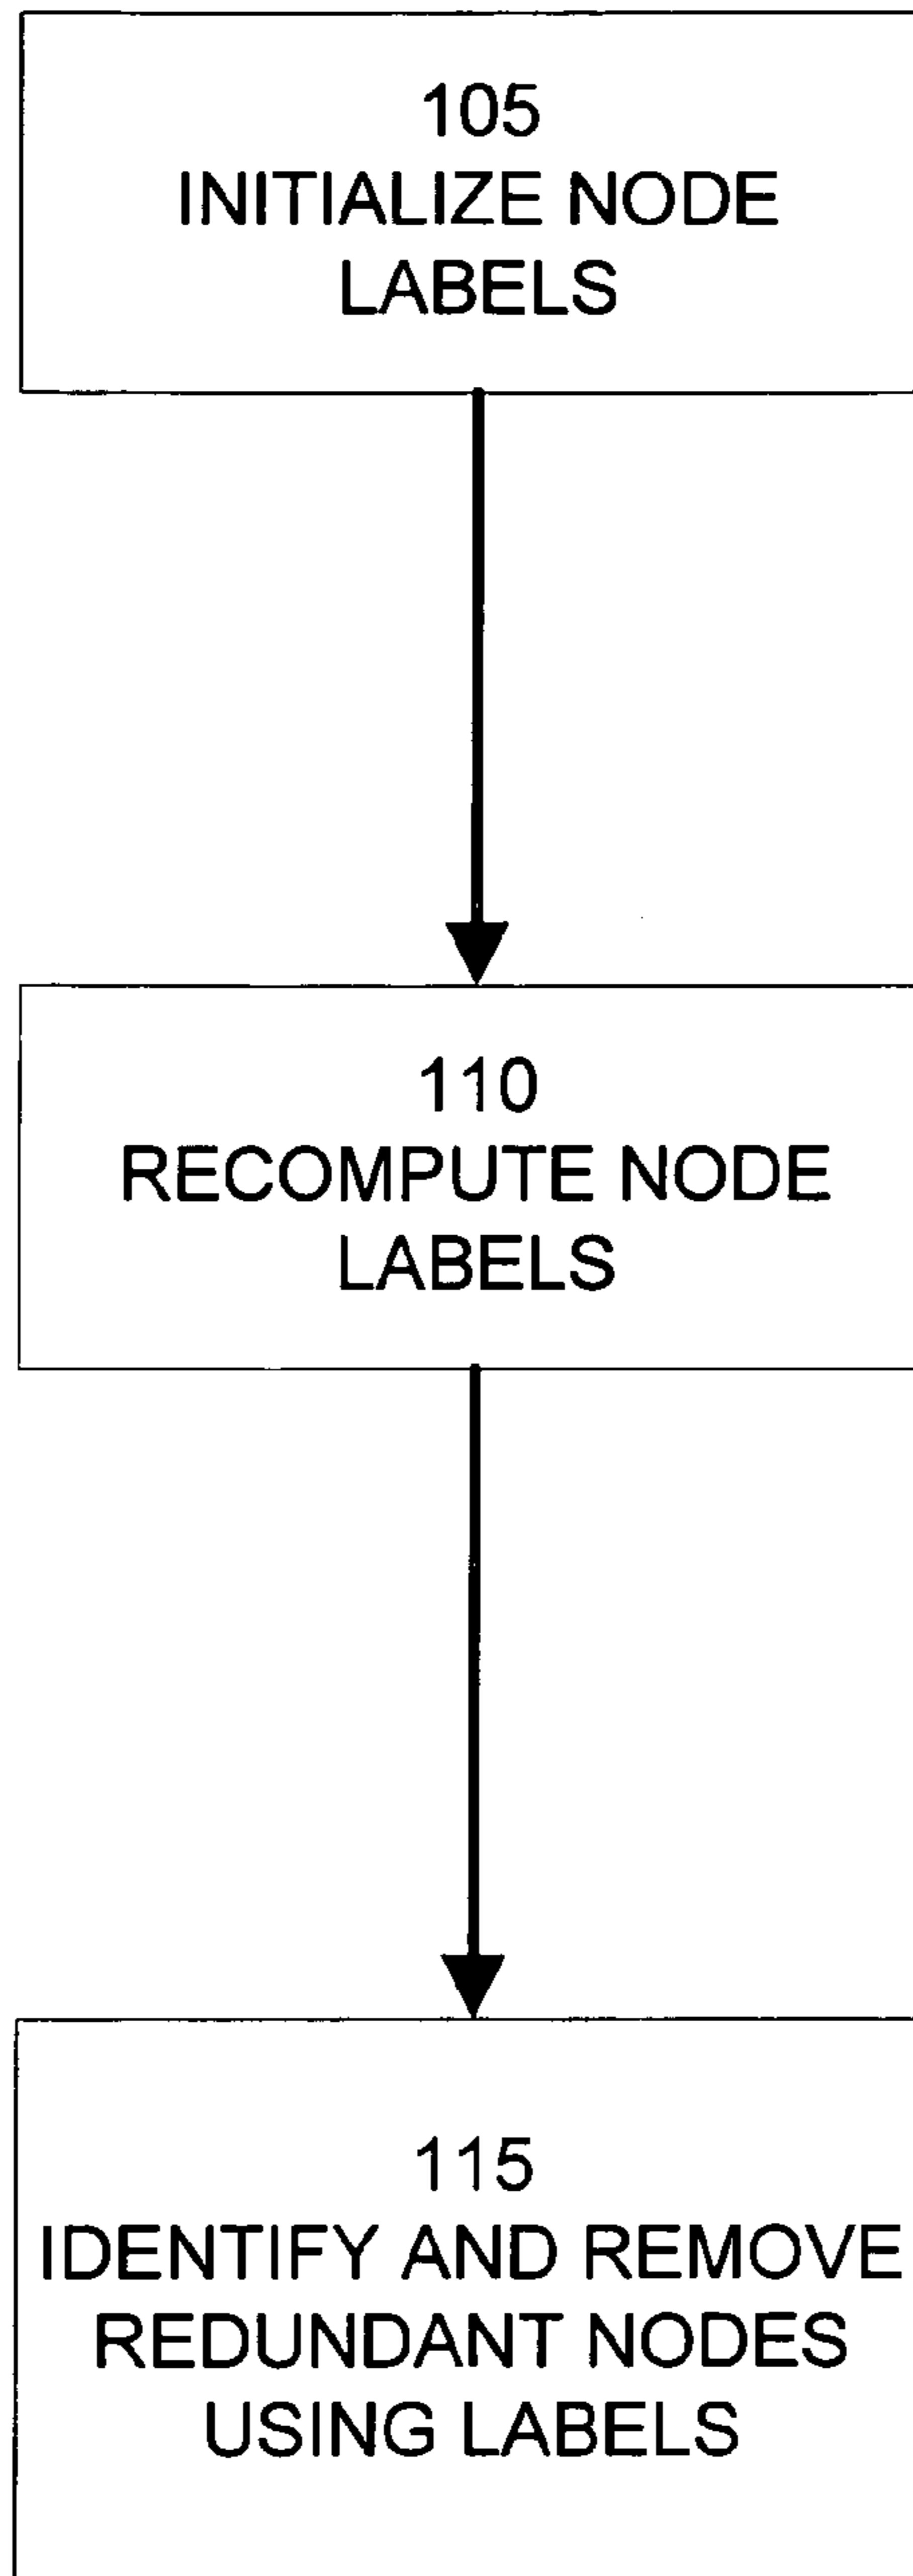 105
INITIALIZE NODE
LABELS
110
RECOMPUTE NODE
LABELS
115
IDENTIFY AND REMOVE
REDUNDANT NODES
USING LABELS